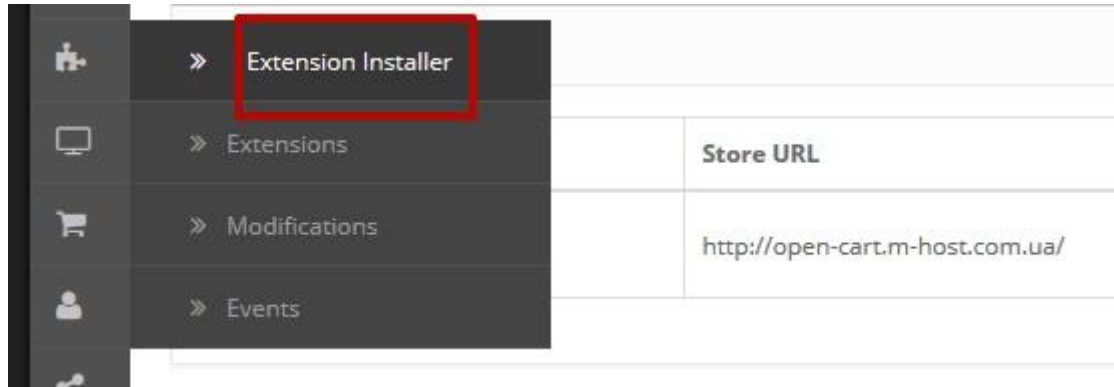 » Extension Installer
» Extensions
Store URL
» Modifications
http://open-cart.m-host.com.ua/
» Events